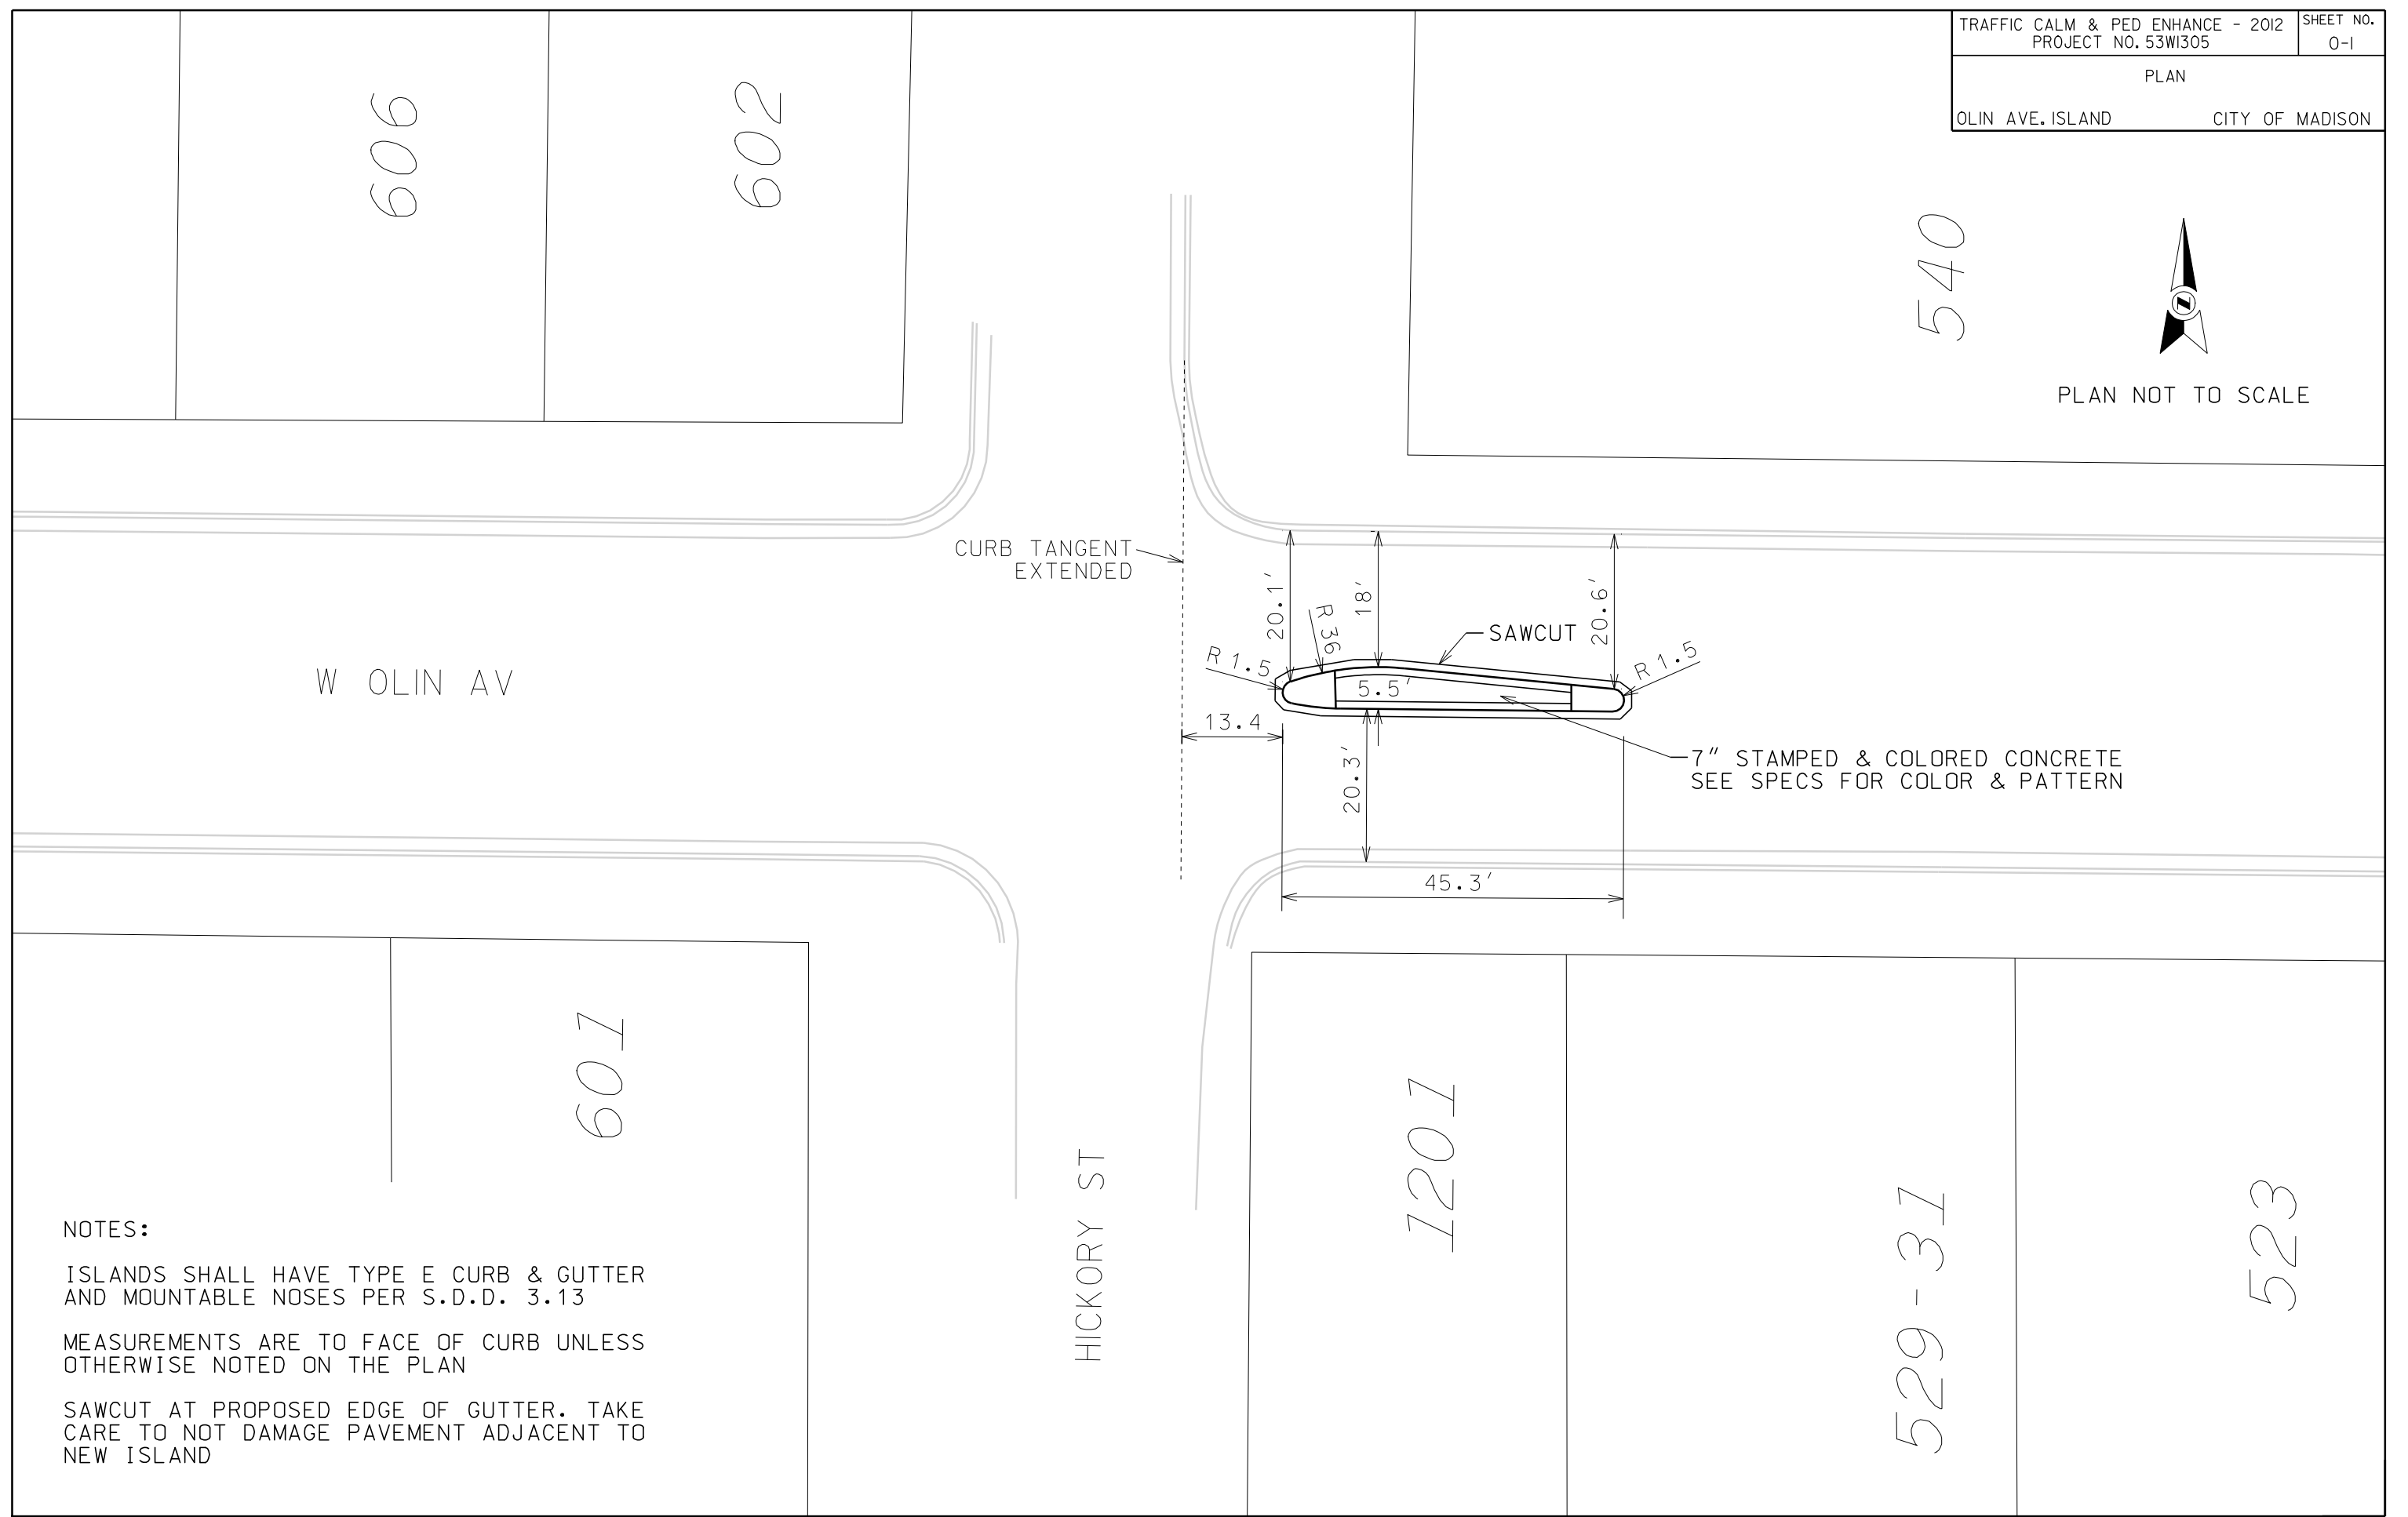 TRAFFIC CALM & PED ENHANCE - 2012
PROJECT NO. 53W1305
SHEET NO.
O-1
PLAN
OLIN AVE. ISLAND
CITY OF MADISON
606
602
540
N
PLAN NOT TO SCALE
CURB TANGENT
EXTENDED
20.1'
R 36
18'
SAWCUT
20.6'
R 1.5
R 1.5
W OLIN AV
5.5'
13.4
20.3'
7" STAMPED & COLORED CONCRETE
SEE SPECS FOR COLOR & PATTERN
45.3'
601
1201
529-31
523
HICKORY ST
NOTES:
ISLANDS SHALL HAVE TYPE E CURB & GUTTER
AND MOUNTABLE NOSES PER S.D.D. 3.13
MEASUREMENTS ARE TO FACE OF CURB UNLESS
OTHERWISE NOTED ON THE PLAN
SAWCUT AT PROPOSED EDGE OF GUTTER. TAKE
CARE TO NOT DAMAGE PAVEMENT ADJACENT TO
NEW ISLAND